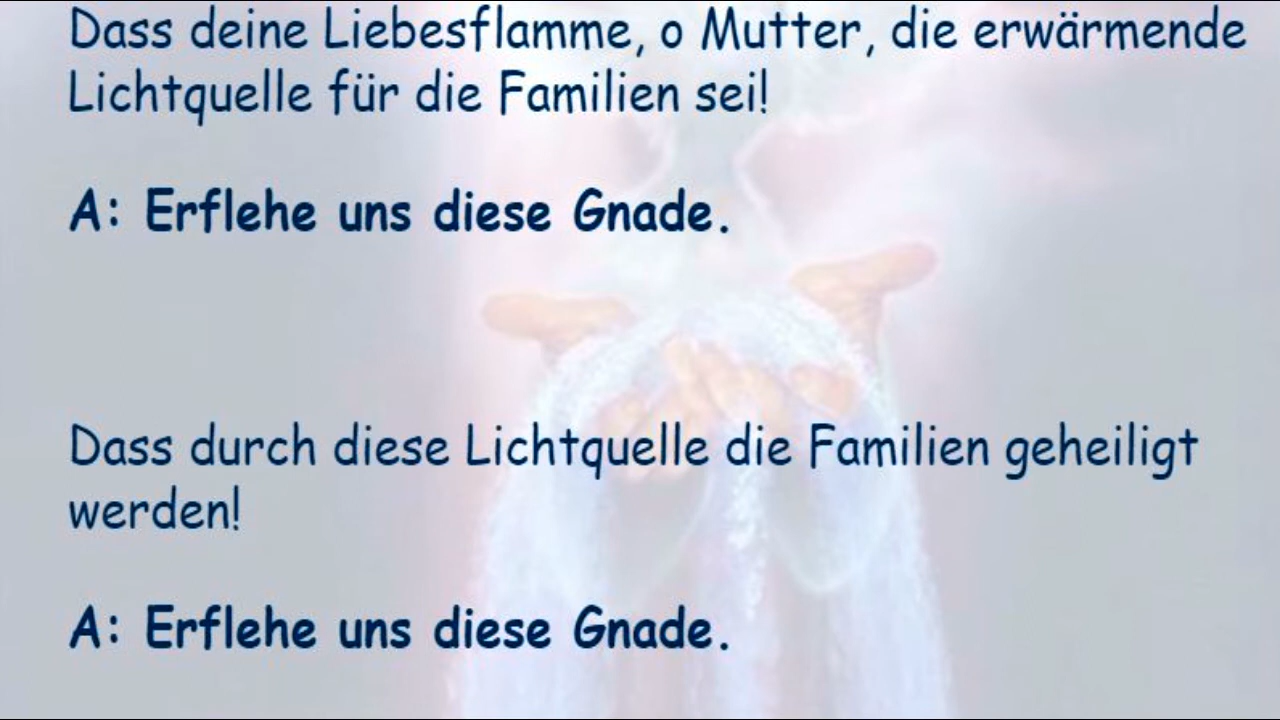 Dass deine Liebesflamme, o Mutter, die erwärmende
Lichtquelle für die Familien sei!
A: Erflehe uns diese Gnade.
Dass durch diese Lichtquelle die Familien geheiligt
werden!
A: Erflehe uns diese Gnade.